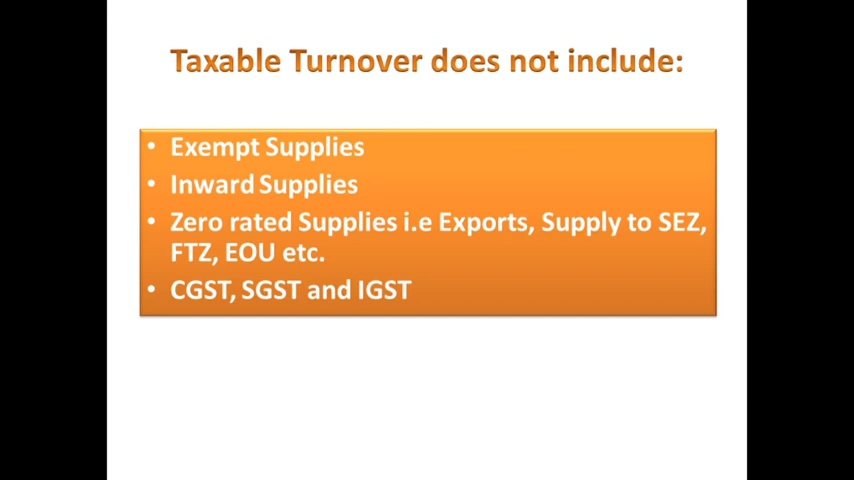 Taxable Turnover does not include:
• Exempt Supplies
• Inward Supplies
• Zero rated Supplies i.e Exports, Supply to SEZ,
FTZ, EOU etc.
• CGST, SGST and IGST